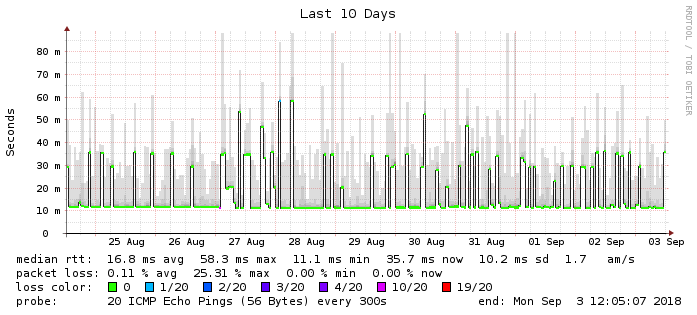 Last 10 Days
RRDTOOL / TOBI OETIKER
Seconds
80 m
70 m
60 m
50 m
40 m
30 m
20 m
10 m
0
25 Aug 26 Aug 27 Aug 28 Aug 29 Aug 30 Aug 31 Aug 01 Sep 02 Sep 03 Sep
median rtt: 16.8 ms avg 58.3 ms max 11.1 ms min 35.7 ms now 10.2 ms sd 1.7 am/s
packet loss: 0.11 % avg 25.31 % max 0.00 % min 0.00 % now
loss color: 0 1/20 2/20 3/20 4/20 10/20 19/20
probe: 20 ICMP Echo Pings (56 Bytes) every 300s end: Mon Sep 3 12:05:07 2018